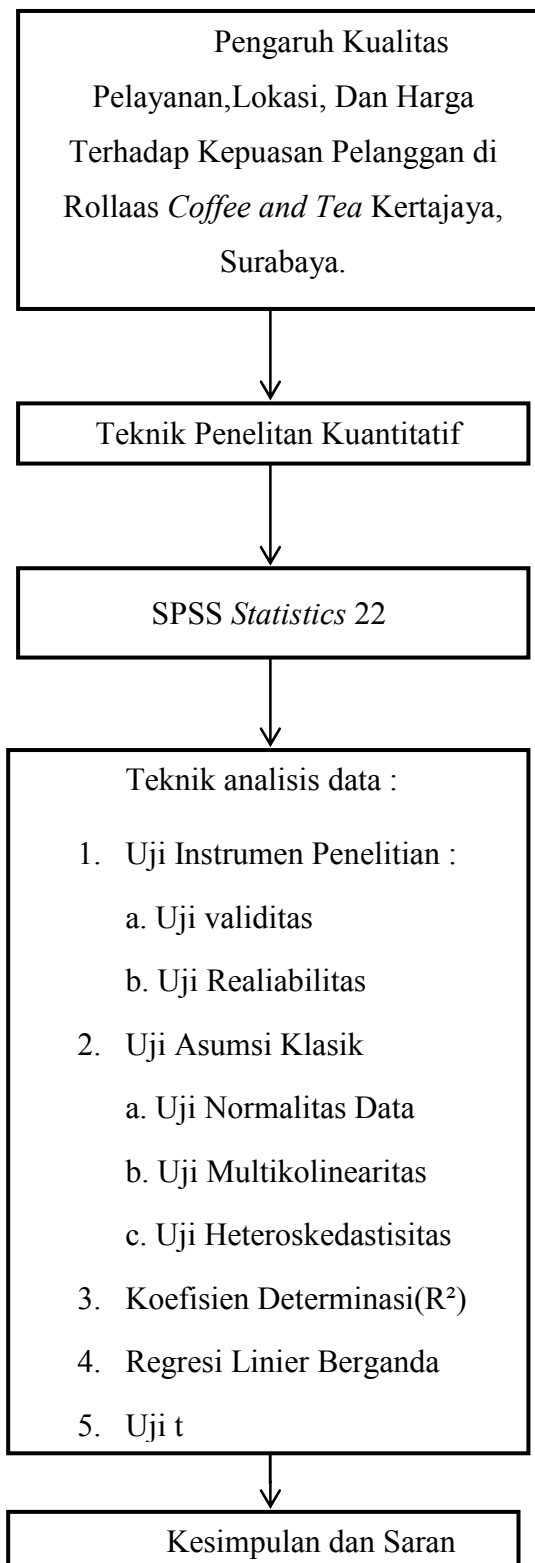 Pengaruh Kualitas
Pelayanan,Lokasi, Dan Harga
Terhadap Kepuasan Pelanggan di
Rollaas Coffee and Tea Kertajaya,
Surabaya.
Teknik Penelitan Kuantitatif
SPSS Statistics 22
Teknik analisis data :
1. Uji Instrumen Penelitian :
a. Uji validitas
b. Uji Realiabilitas
2. Uji Asumsi Klasik
a. Uji Normalitas Data
b. Uji Multikolinearitas
c. Uji Heteroskedastisitas
3. Koefisien Determinasi(R²)
4. Regresi Linier Berganda
5. Uji t
Kesimpulan dan Saran